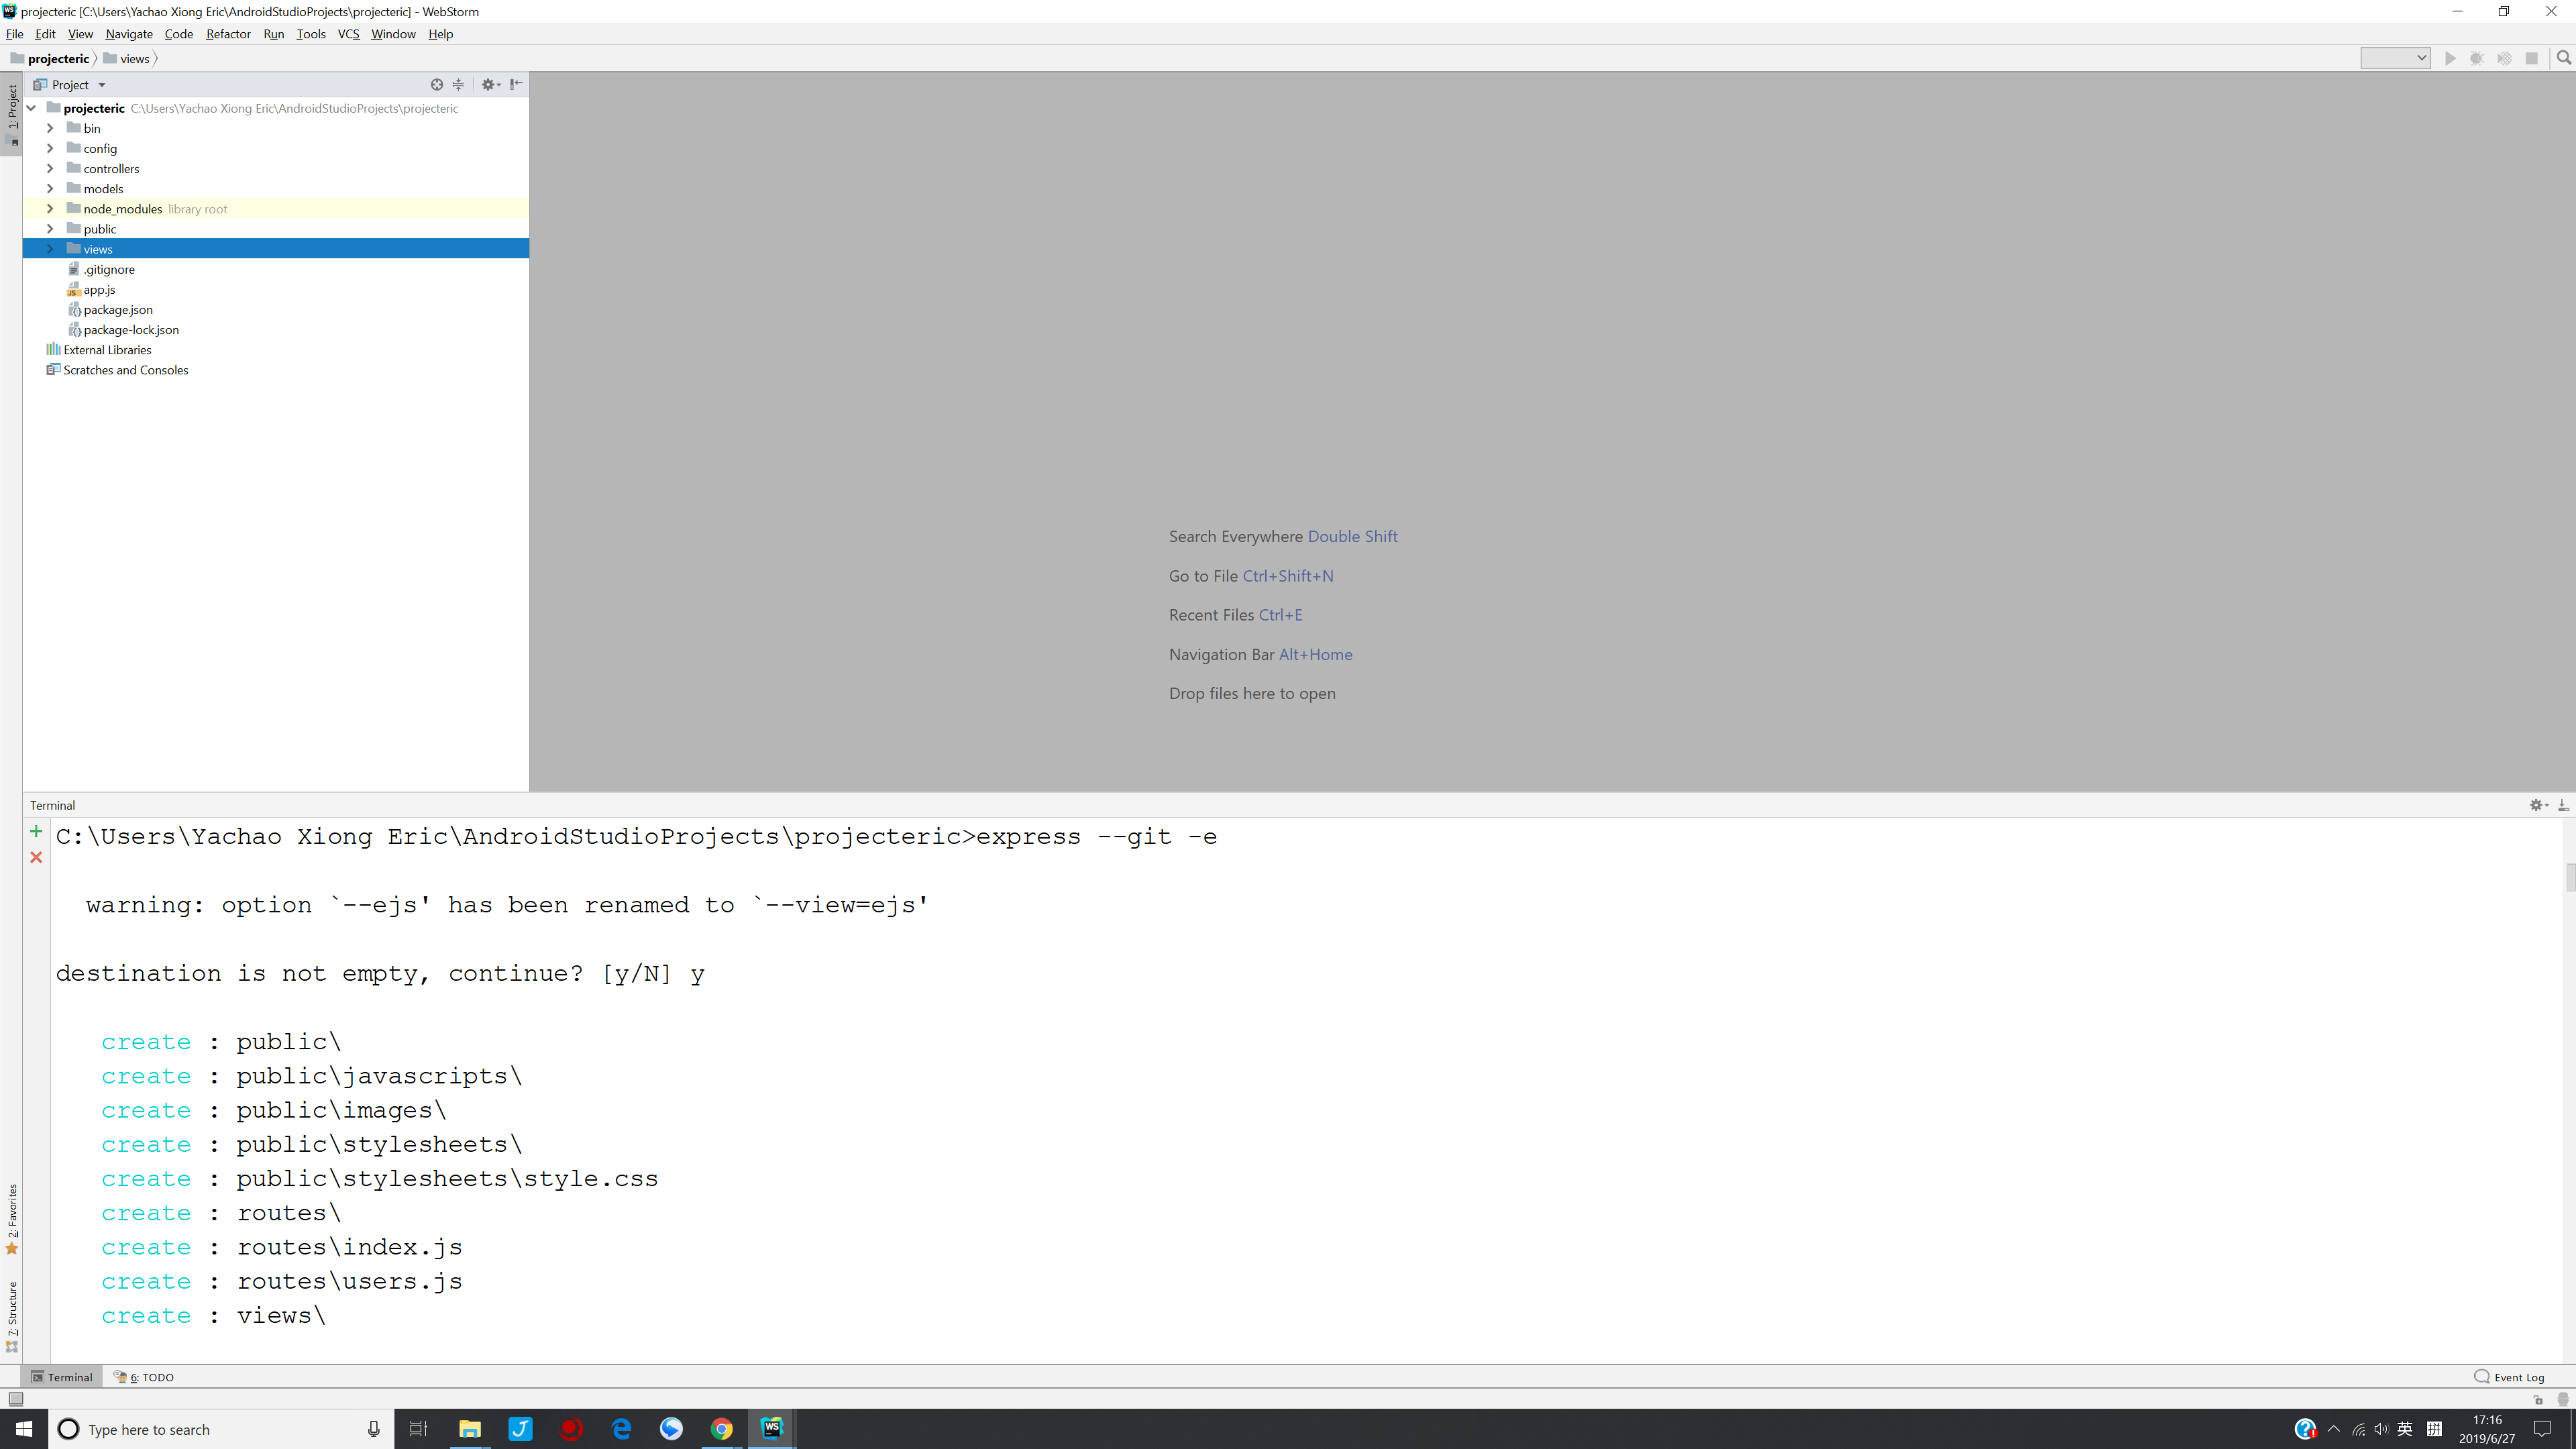 projecteric [C:\Users\Yachao Xiong Eric\AndroidStudioProjects\projecteric] - WebStorm
File Edit View Navigate Code Refactor Run Tools VCS Window Help
projecteric views
Project
1: Project
projecteric C:\Users\Yachao Xiong Eric\AndroidStudioProjects\projecteric
bin
config
controllers
models
node_modules library root
public
views
.gitignore
app.js
package.json
package-lock.json
External Libraries
Scratches and Consoles
Search Everywhere Double Shift
Go to File Ctrl+Shift+N
Recent Files Ctrl+E
Navigation Bar Alt+Home
Drop files here to open
Terminal
C:\Users\Yachao Xiong Eric\AndroidStudioProjects\projecteric>express --git -e
warning: option `--ejs' has been renamed to `--view=ejs'
destination is not empty, continue? [y/N] y
create : public\
create : public\javascripts\
create : public\images\
create : public\stylesheets\
create : public\stylesheets\style.css
create : routes\
create : routes\index.js
create : routes\users.js
create : views\
2: Favorites
7: Structure
Terminal 6: TODO Event Log
Type here to search
英 拼 17:16
2019/6/27